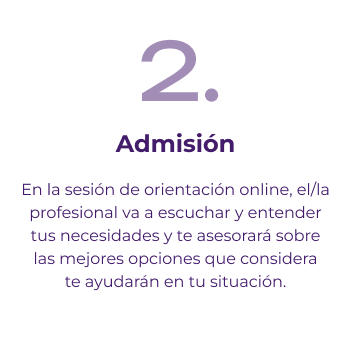 2.
Admisión
En la sesión de orientación online, el/la
profesional va a escuchar y entender
tus necesidades y te asesorará sobre
las mejores opciones que considera
te ayudarán en tu situación.